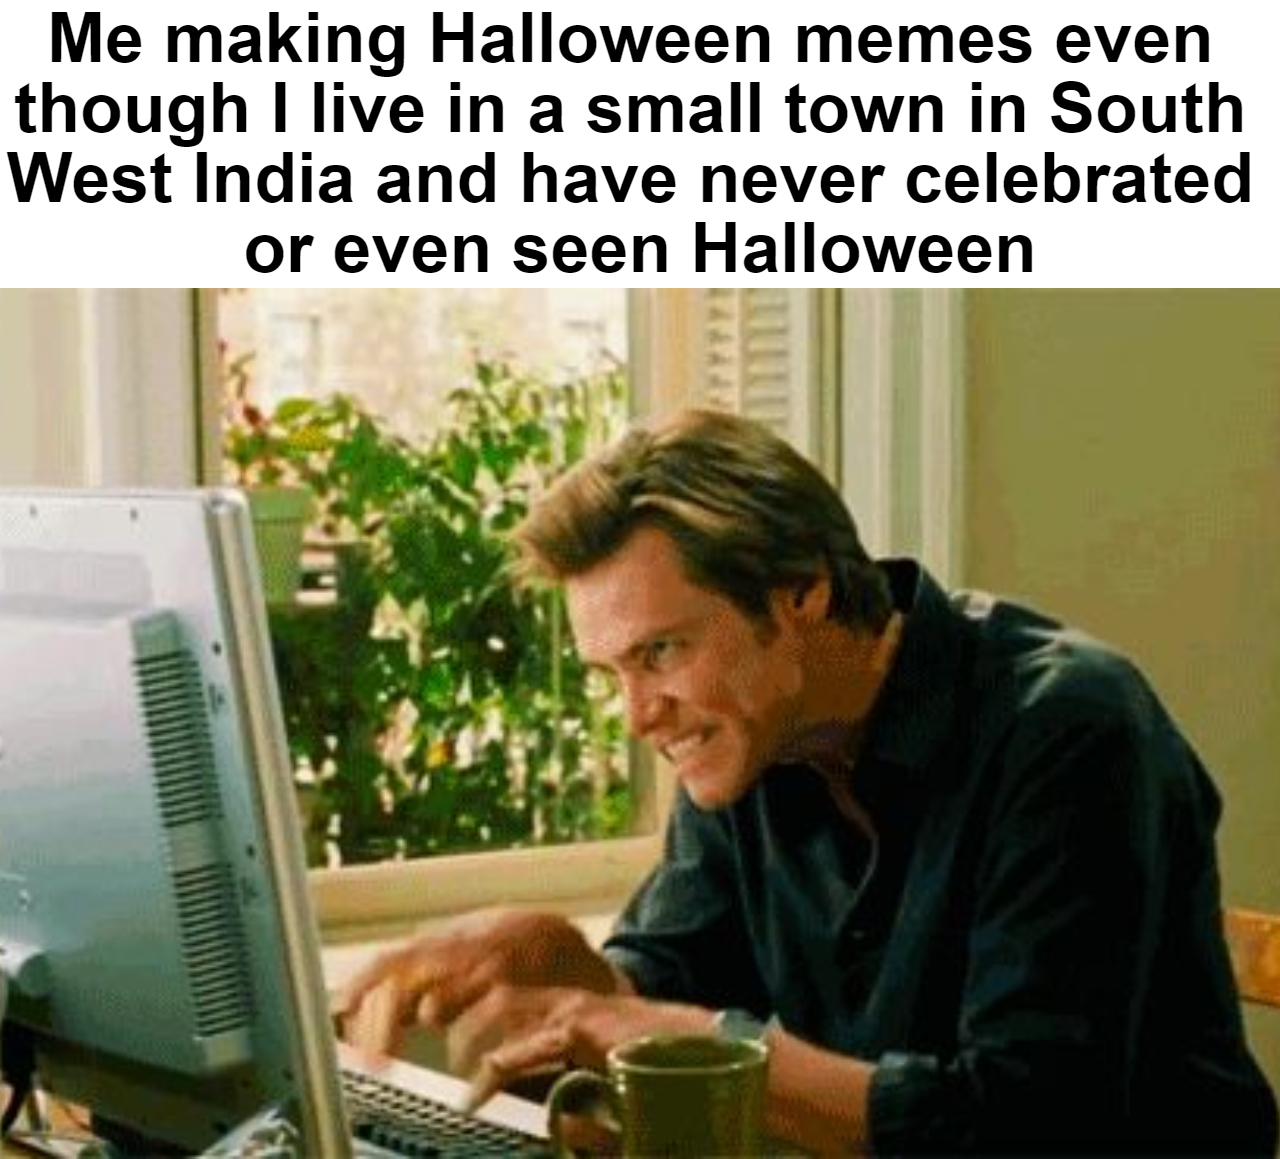 Me making Halloween memes even
though I live in a small town in South
West India and have never celebrated
or even seen Halloween